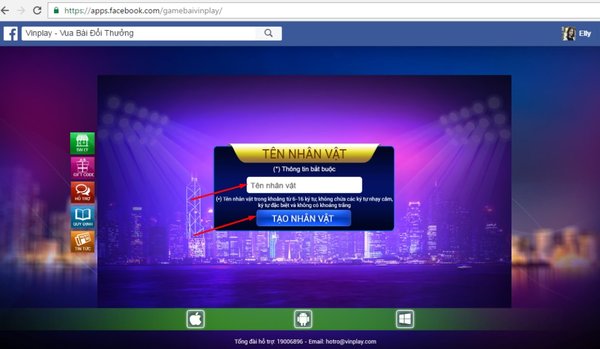 https://apps.facebook.com/gamebaivinplay/
Vinplay - Vua Bài Đổi Thưởng
Elly
TÊN NHÂN VẬT
(*) Thông tin bắt buộc
Tên nhân vật
(*) Tên nhân vật trong khoảng từ 6-16 ký tự, không chứa các ký tự nhạy cảm,
ký tự đặc biệt và không có khoảng trắng
TẠO NHÂN VẬT
ĐẠI LÝ
GIFT CODE
HỖ TRỢ
QUY ĐỊNH
TIN TỨC
Tổng đài hỗ trợ: 19006896 - Email: hotro@vinplay.com